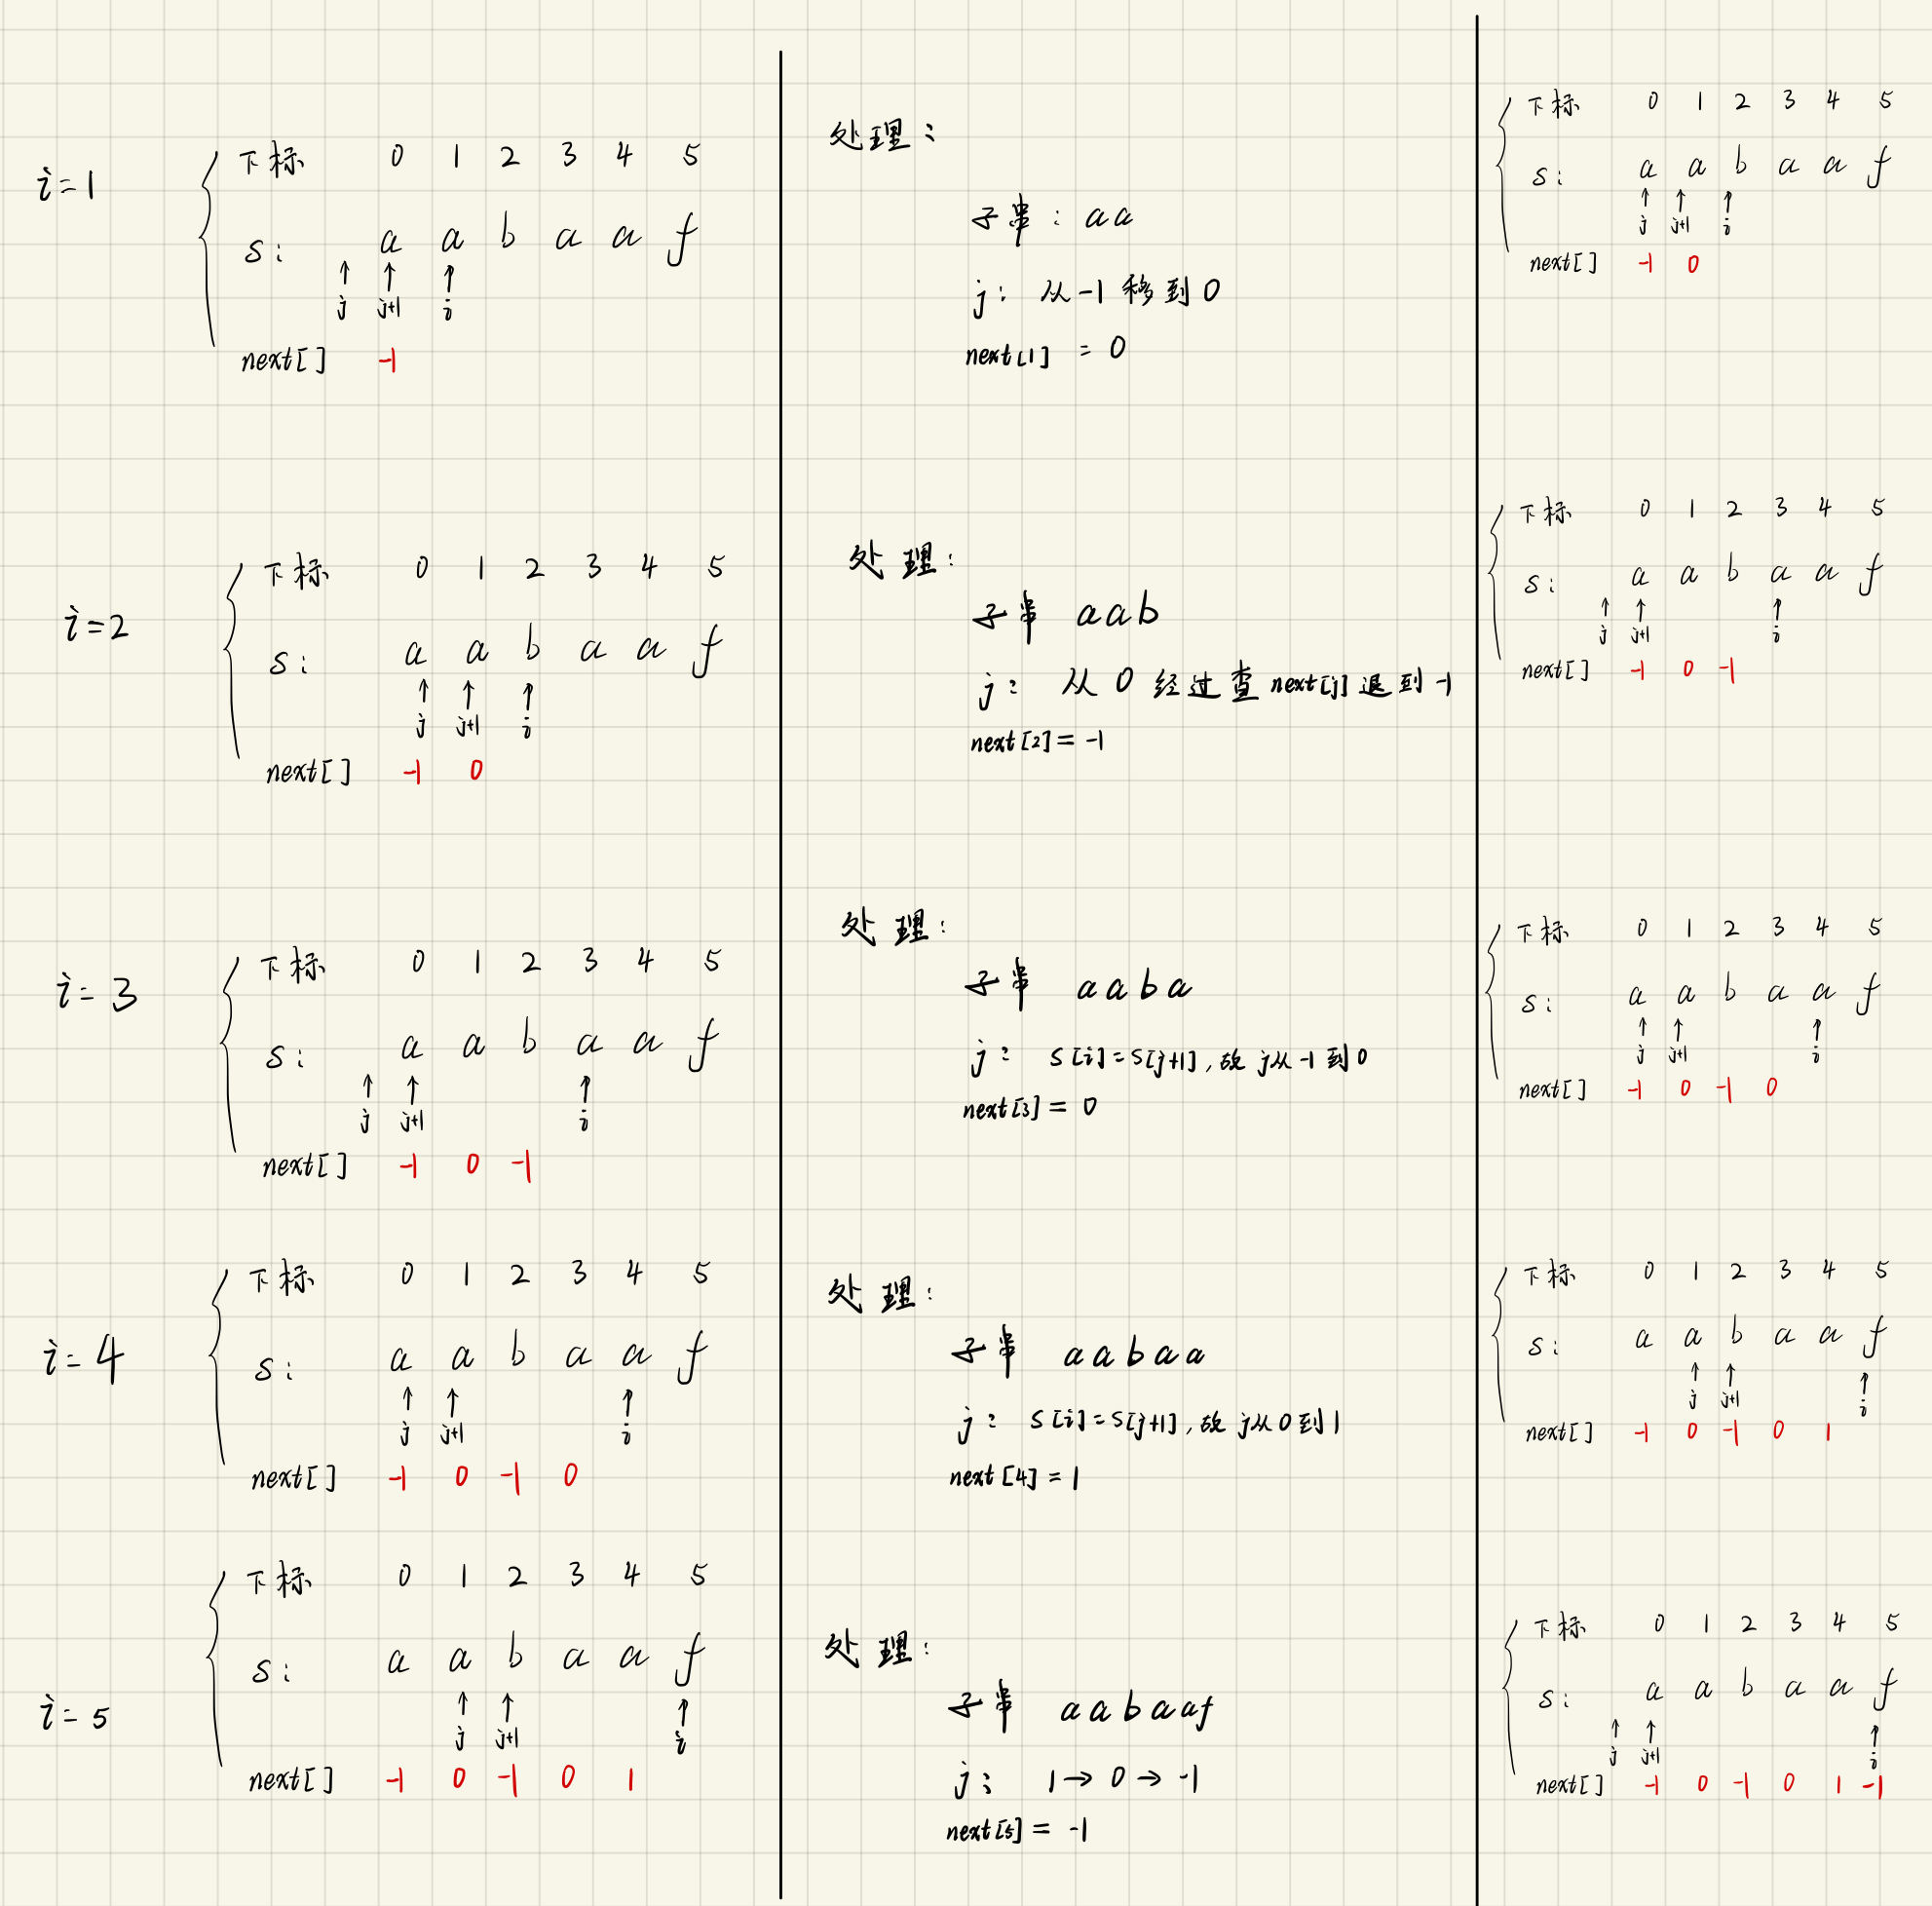 i=1
下标 0 1 2 3 4 5
s: a a b a a f
j j+1 i
next[] -1 0
处理:
子串: aa
j: 从-1移到0
next[1] = 0
下标 0 1 2 3 4 5
s: a a b a a f
j j+1 i
next[] -1 0
i=2
下标 0 1 2 3 4 5
s: a a b a a f
j j+1 i
next[] -1 0
处理:
子串 aab
j: 从0经过查next[j]退到-1
next[2]= -1
下标 0 1 2 3 4 5
s: a a b a a f
j j+1 i
next[] -1 0 -1
i=3
下标 0 1 2 3 4 5
s: a a b a a f
j j+1 i
next[] -1 0 -1
处理:
子串 aaba
j: s[i]=s[j+1],故j从-1到0
next[3]= 0
下标 0 1 2 3 4 5
s: a a b a a f
j j+1 i
next[] -1 0 -1 0
i=4
下标 0 1 2 3 4 5
s: a a b a a f
j j+1 i
next[] -1 0 -1 0
处理:
子串 aabaa
j: s[i]=s[j+1],故j从0到1
next[4]=1
下标 0 1 2 3 4 5
s: a a b a a f
j j+1 i
next[] -1 0 -1 0 1
i=5
下标 0 1 2 3 4 5
s: a a b a a f
j j+1 i
next[] -1 0 -1 0 1
处理:
子串 aabaaf
j: 1→0→-1
next[5]= -1
下标 0 1 2 3 4 5
s: a a b a a f
j j+1 i
next[] -1 0 -1 0 1 -1